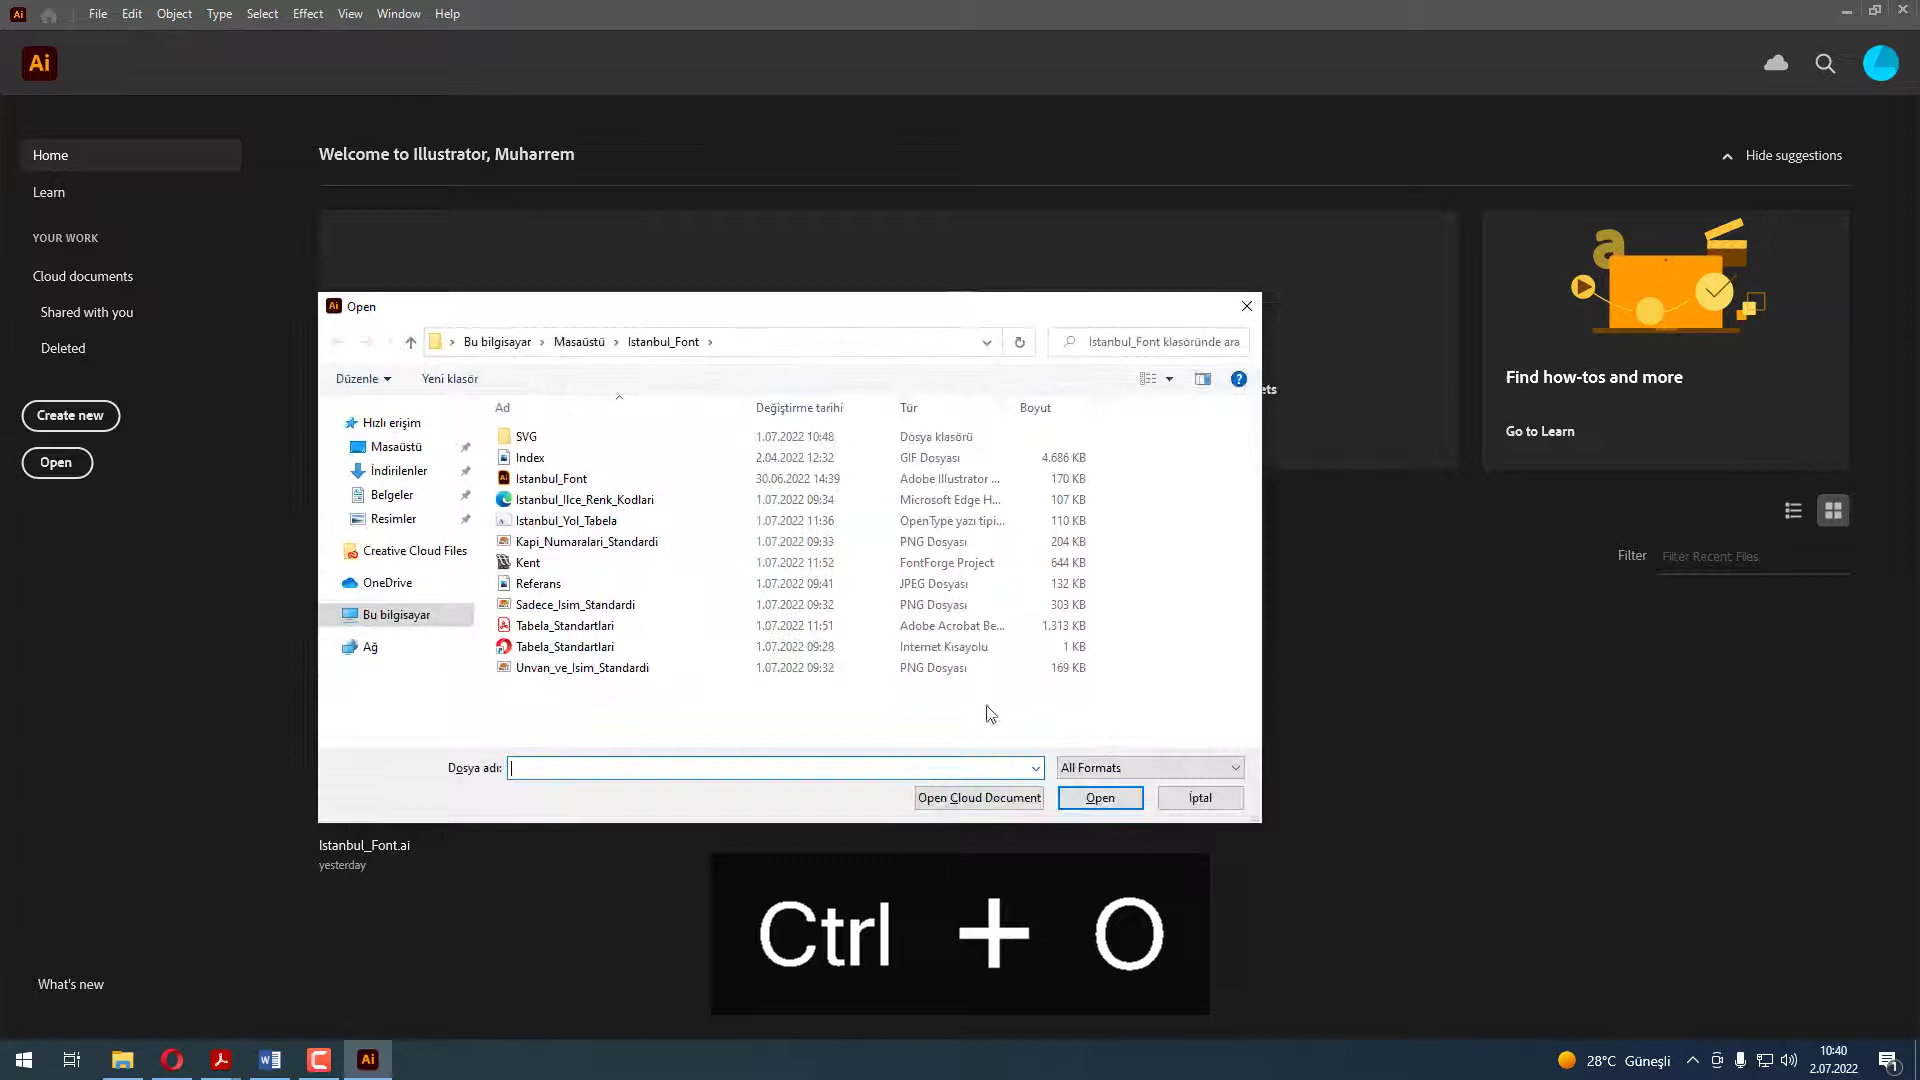 Ai File Edit Object Type Select Effect View Window Help
Ai
Home
Learn
YOUR WORK
Cloud documents
Shared with you
Deleted
Create new
Open
What's new
Welcome to Illustrator, Muharrem
Hide suggestions
Find how-tos and more
Go to Learn
ets
Filter Filter Recent Files
Ai Open
Bu bilgisayar Masaüstü Istanbul_Font
Istanbul_Font klasöründe ara
Düzenle Yeni klasör
Hızlı erişim
Masaüstü
İndirilenler
Belgeler
Resimler
Creative Cloud Files
OneDrive
Bu bilgisayar
Ağ
Ad Değiştirme tarihi Tür Boyut
SVG 1.07.2022 10:48 Dosya klasörü
Index 2.04.2022 12:32 GIF Dosyası 4.686 KB
Istanbul_Font 30.06.2022 14:39 Adobe Illustrator ... 170 KB
Istanbul_Ilce_Renk_Kodlari 1.07.2022 09:34 Microsoft Edge H... 107 KB
Istanbul_Yol_Tabela 1.07.2022 11:36 OpenType yazı tipi... 110 KB
Kapi_Numaralari_Standardi 1.07.2022 09:33 PNG Dosyası 204 KB
Kent 1.07.2022 11:52 FontForge Project 644 KB
Referans 1.07.2022 09:41 JPEG Dosyası 132 KB
Sadece_Isim_Standardi 1.07.2022 09:32 PNG Dosyası 303 KB
Tabela_Standartlari 1.07.2022 11:51 Adobe Acrobat Be... 1.313 KB
Tabela_Standartlari 1.07.2022 09:28 Internet Kısayolu 1 KB
Unvan_ve_Isim_Standardi 1.07.2022 09:32 PNG Dosyası 169 KB
Dosya adı: All Formats
Open Cloud Document Open İptal
Istanbul_Font.ai
yesterday
Ctrl + O
Ai 28°C Güneşli 10:40
2.07.2022
1